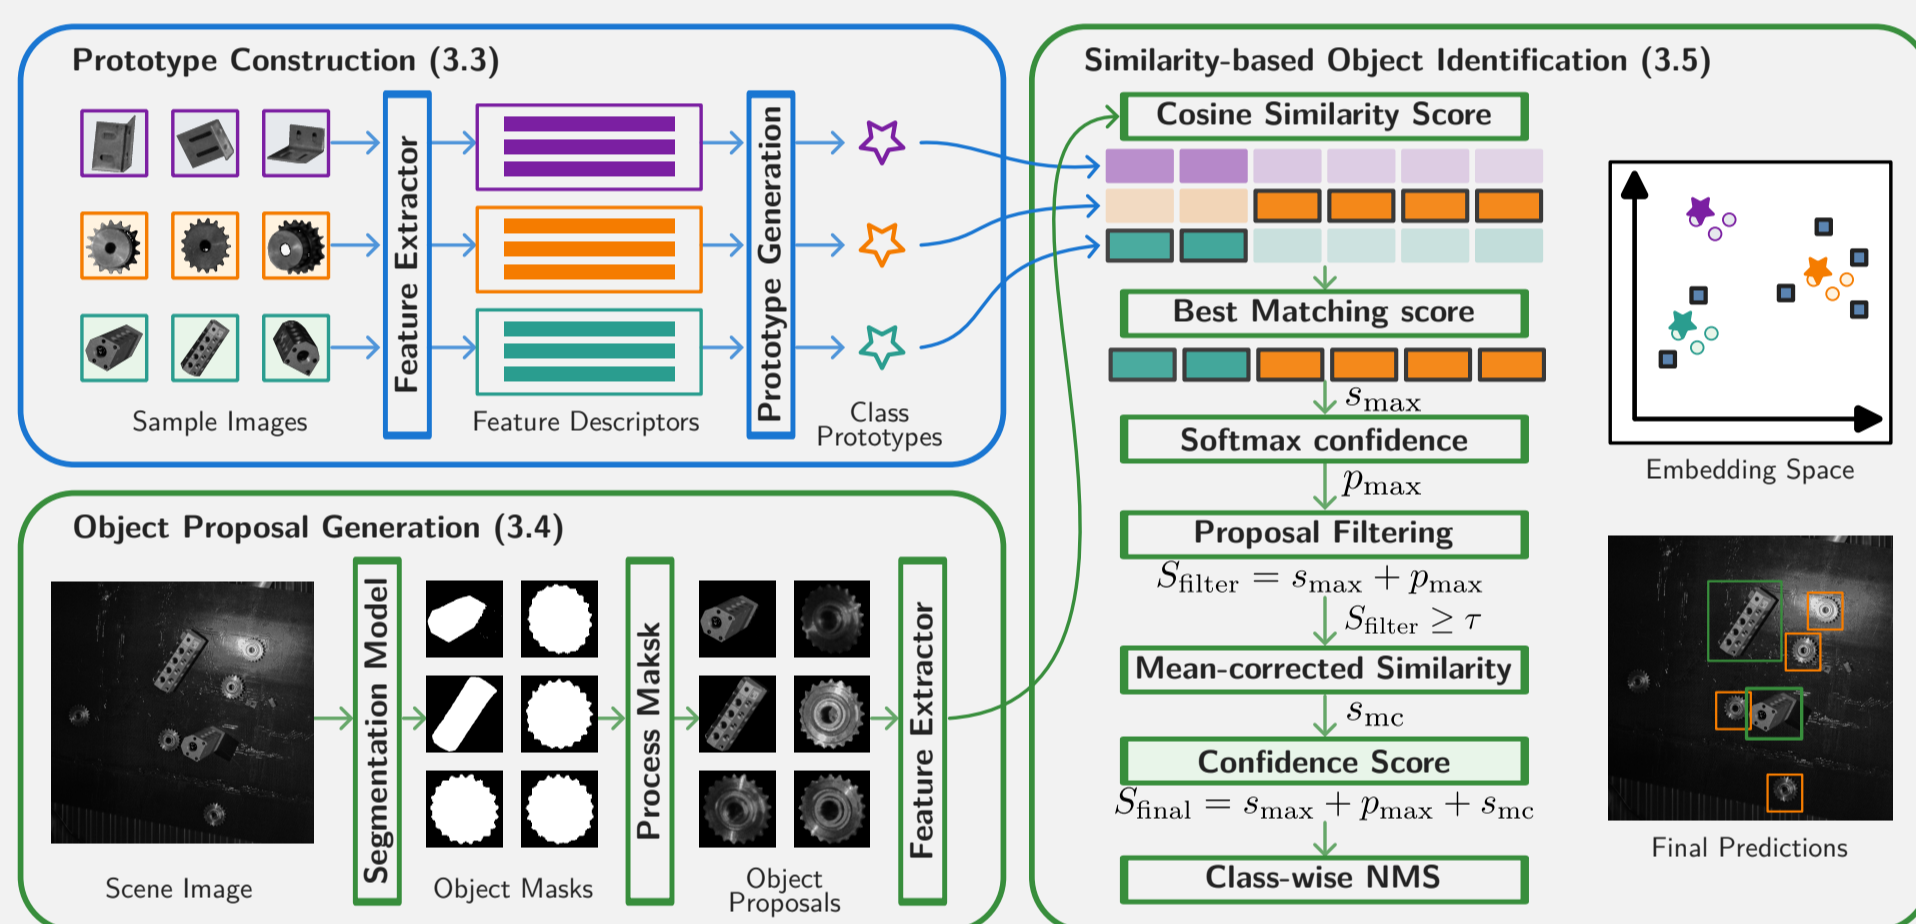 Prototype Construction (3.3)
Feature Extractor
Prototype Generation
Sample Images
Feature Descriptors
Class
Prototypes
Object Proposal Generation (3.4)
Segmentation Model
Process Maksk
Feature Extractor
Scene Image
Object Masks
Object
Proposals
Similarity-based Object Identification (3.5)
Cosine Similarity Score
Best Matching score
s_max
Softmax confidence
p_max
Proposal Filtering
S_filter = s_max + p_max
S_filter ≥ τ
Mean-corrected Similarity
s_mc
Confidence Score
S_final = s_max + p_max + s_mc
Class-wise NMS
Embedding Space
Final Predictions